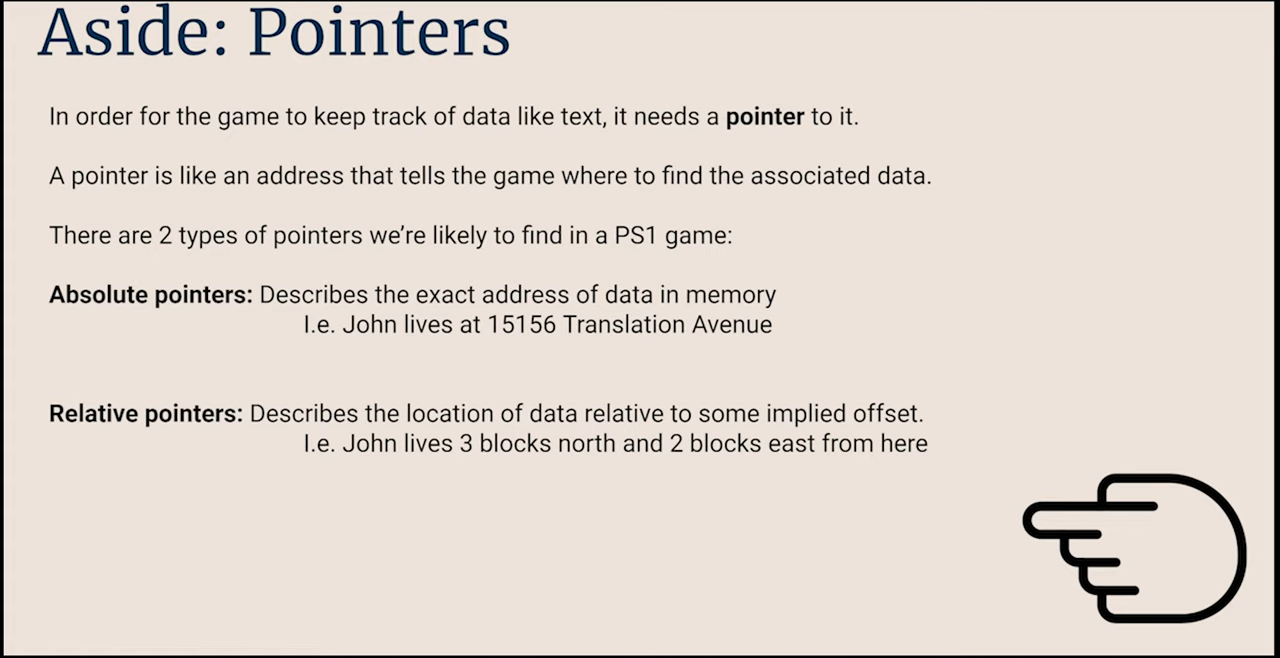 Aside: Pointers
In order for the game to keep track of data like text, it needs a pointer to it.
A pointer is like an address that tells the game where to find the associated data.
There are 2 types of pointers we’re likely to find in a PS1 game:
Absolute pointers: Describes the exact address of data in memory
I.e. John lives at 15156 Translation Avenue
Relative pointers: Describes the location of data relative to some implied offset.
I.e. John lives 3 blocks north and 2 blocks east from here